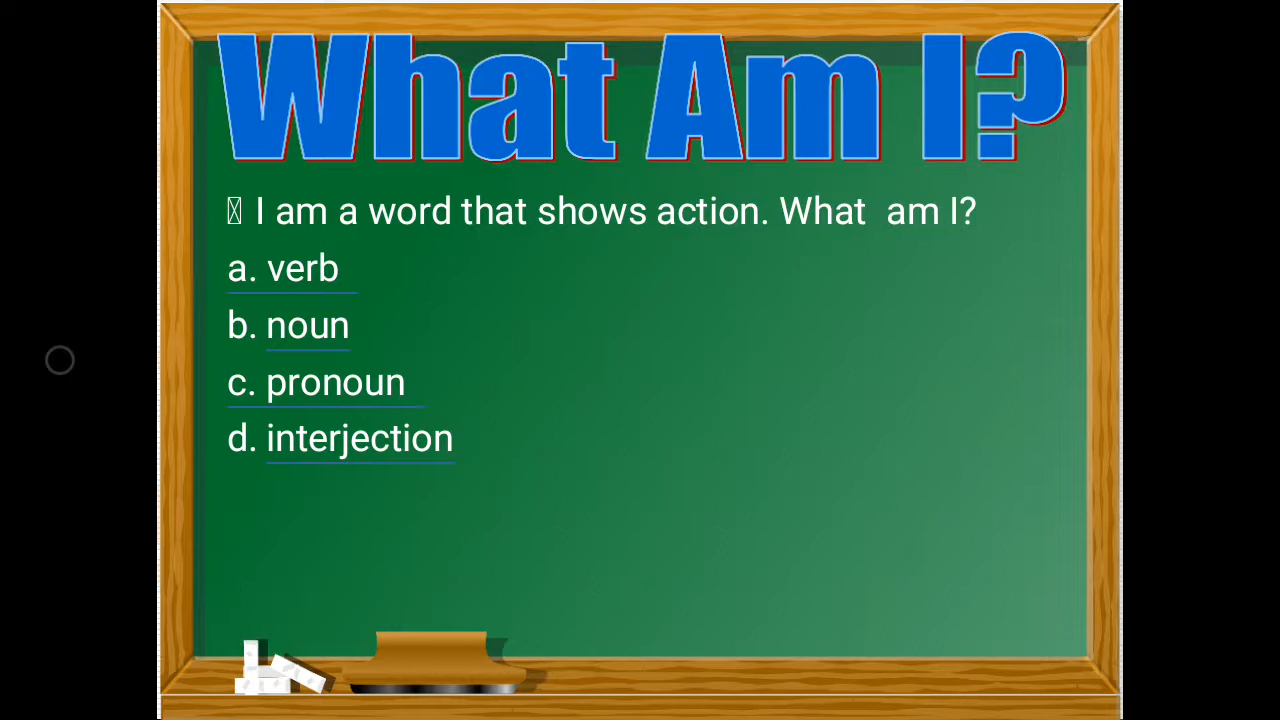 What Am I?
I am a word that shows action. What  am I?
a. verb
b. noun
c. pronoun
d. interjection